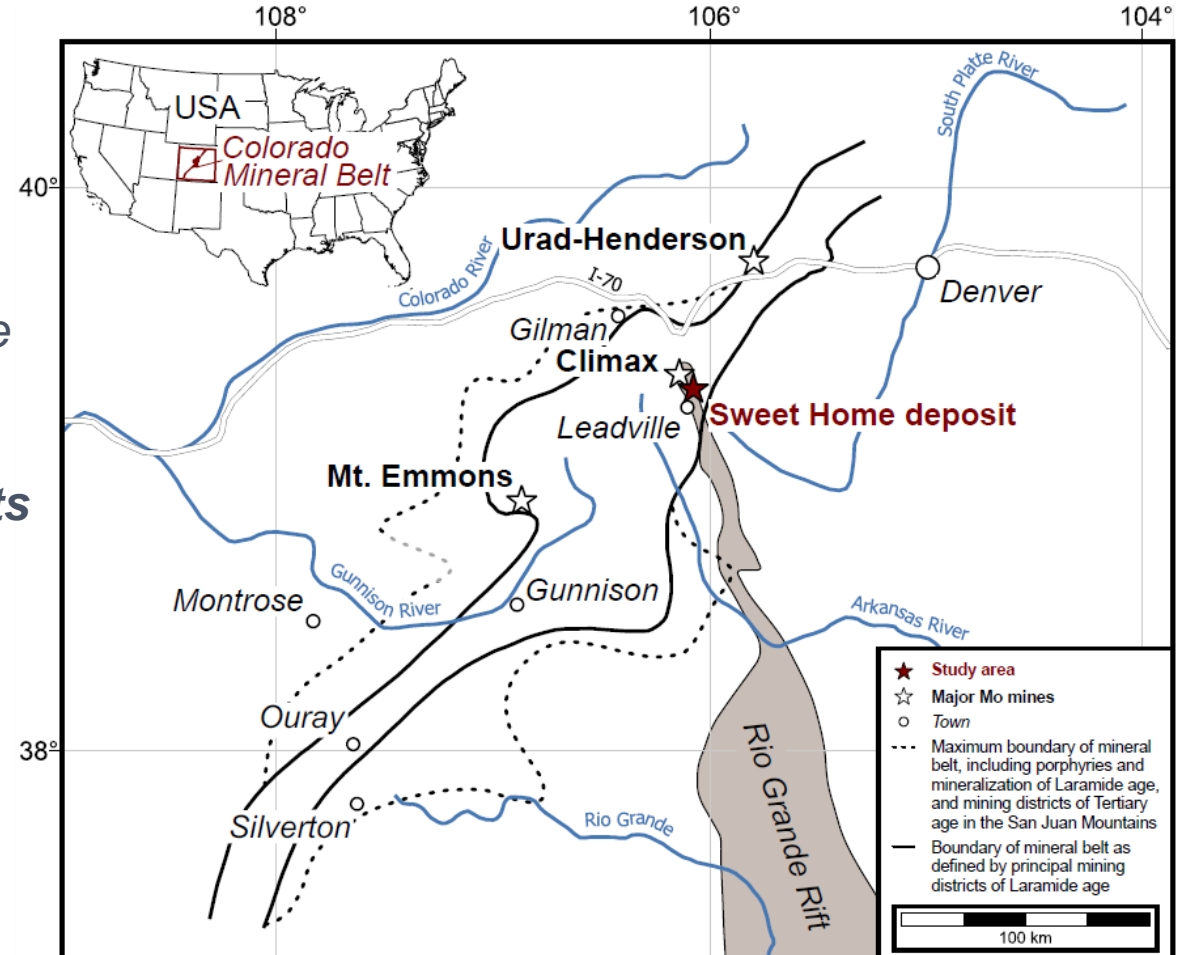 108°
106°
104°
USA
Colorado
Mineral Belt
South Platte River
40°
Urad-Henderson
Colorado River
I-70
Denver
Gilman
e
Climax
Sweet Home deposit
Leadville
Mt. Emmons
ts
Gunnison River
Gunnison
Montrose
Arkansas River
Ouray
38°
Silverton
Rio Grande
Rio Grande Rift
Study area
Major Mo mines
Town
Maximum boundary of mineral
belt, including porphyries and
mineralization of Laramide age,
and mining districts of Tertiary
age in the San Juan Mountains
Boundary of mineral belt as
defined by principal mining
districts of Laramide age
100 km